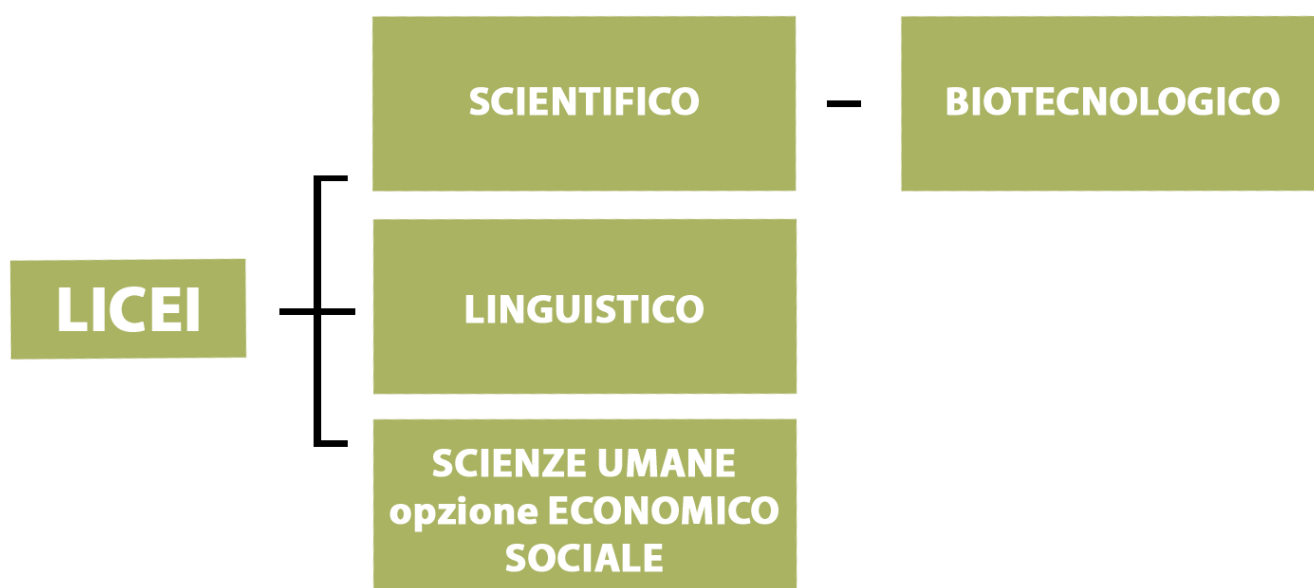 SCIENTIFICO
BIOTECNOLOGICO
LICEI
LINGUISTICO
SCIENZE UMANE
opzione ECONOMICO
SOCIALE